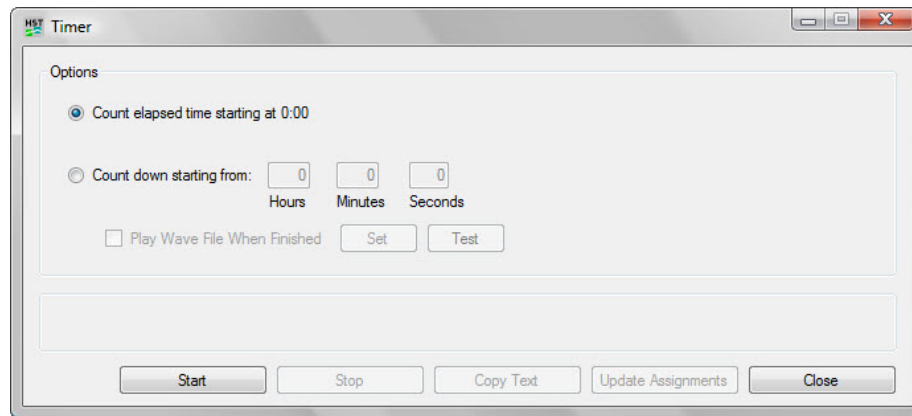 HST Timer
Options
Count elapsed time starting at 0:00
Count down starting from: 0 0 0
Hours Minutes Seconds
Play Wave File When Finished Set Test
Start Stop Copy Text Update Assignments Close